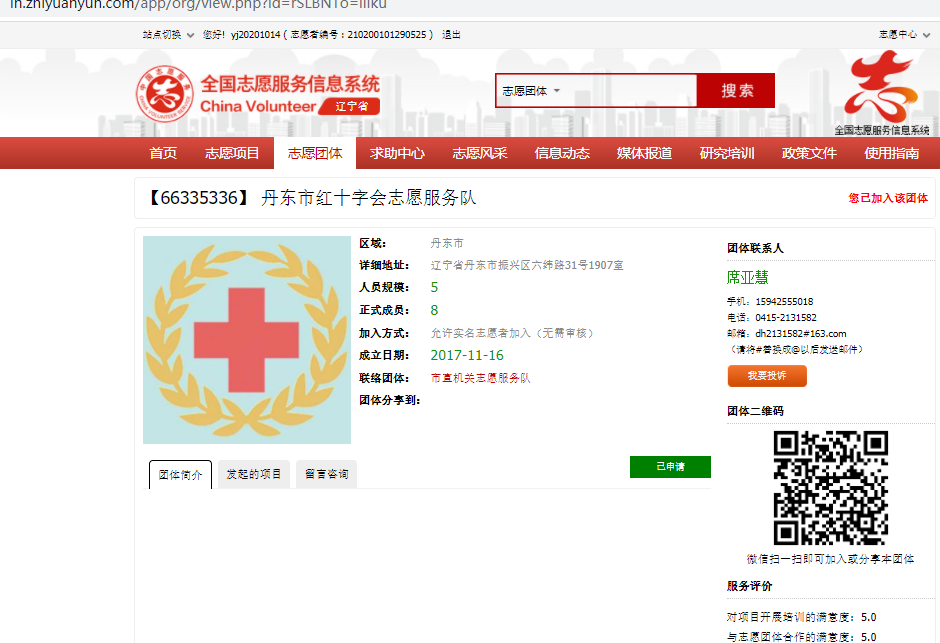 ln.zhiyuanyun.com/app/org/view.php?id=rSLBNTo=iiiku
站点切换 您好! yj20201014 ( 志愿者编号：210200101290525 ) 退出 志愿中心
全国志愿服务信息系统
China Volunteer 辽宁省
志愿团体 搜索
全国志愿服务信息系统
首页 志愿项目 志愿团体 求助中心 志愿风采 信息动态 媒体报道 研究培训 政策文件 使用指南
【66335336】 丹东市红十字会志愿服务队 您已加入该团体
区域： 丹东市
详细地址： 辽宁省丹东市振兴区六纬路31号1907室
人员规模： 5
正式成员： 8
加入方式： 允许实名志愿者加入（无需审核）
成立日期： 2017-11-16
联络团体： 市直机关志愿服务队
团体分享到：
团体联系人
席亚慧
手机：15942555018
电话：0415-2131582
邮箱：dh2131582#163.com
（请将#替换成@以后发送邮件）
我要投诉
团体二维码
微信扫一扫即可加入或分享本团体
服务评价
对项目开展培训的满意度：5.0
与志愿团体合作的满意度：5.0
团体简介 发起的项目 留言咨询 已申请